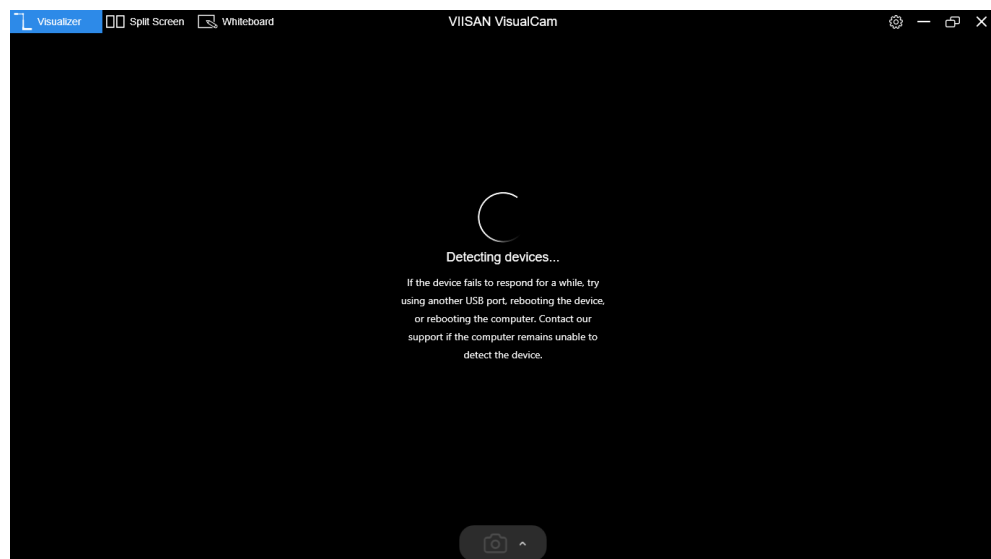 Visualizer Split Screen Whiteboard VIISAN VisualCam
Detecting devices...
If the device fails to respond for a while, try
using another USB port, rebooting the device,
or rebooting the computer. Contact our
support if the computer remains unable to
detect the device.